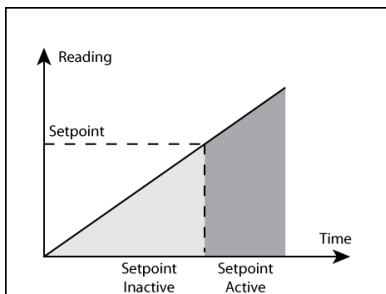 Reading
Setpoint
Time
Setpoint
Inactive
Setpoint
Active